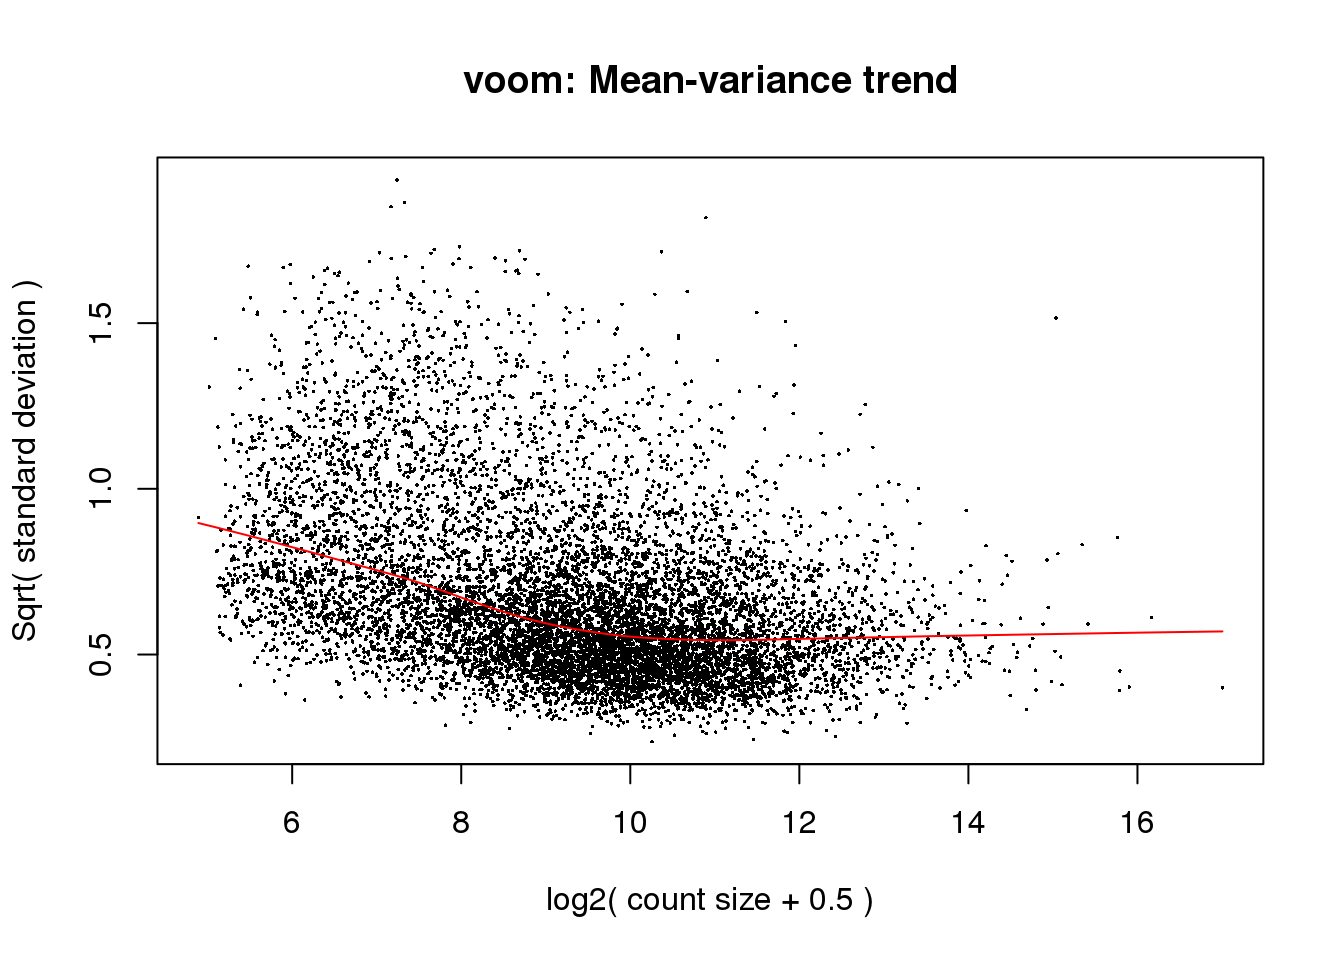 voom: Mean-variance trend
Sqrt( standard deviation )
1.5
1.0
0.5
6 8 10 12 14 16
log2( count size + 0.5 )